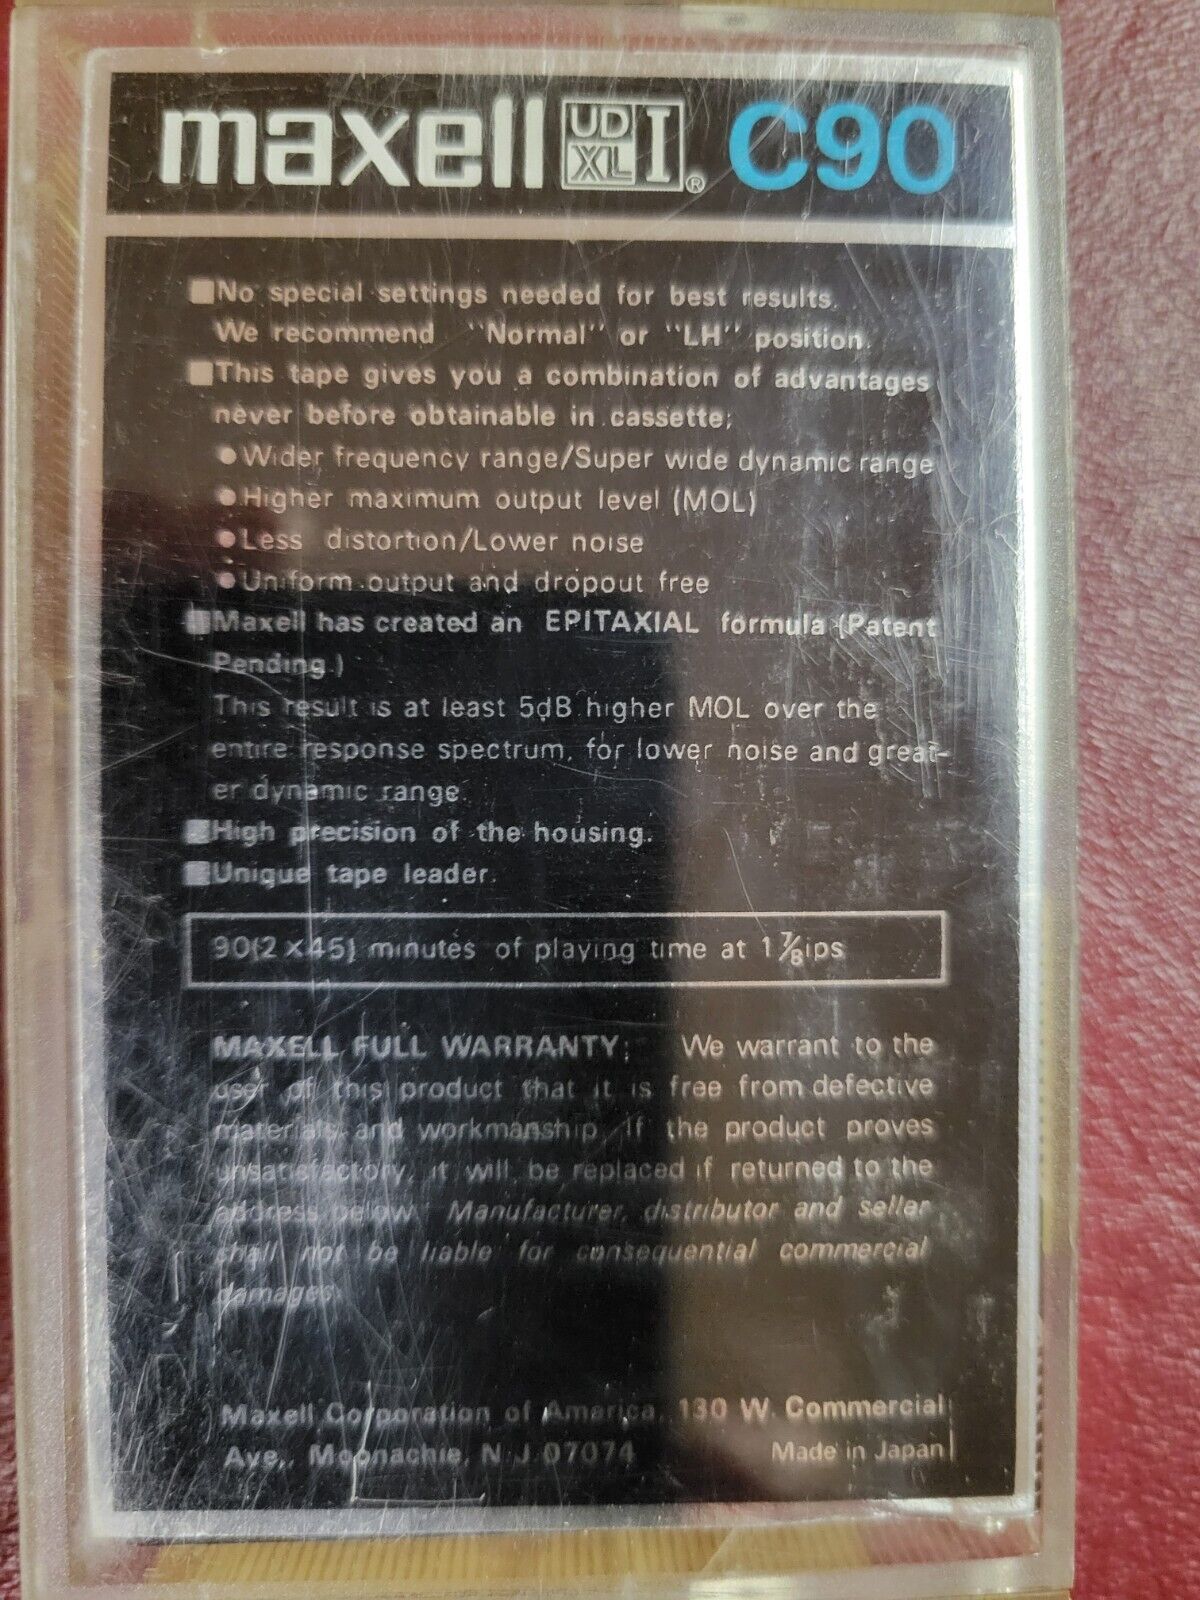 maxell UD XL I ® C90
■No special settings needed for best results.
We recommend "Normal" or "LH" position.
■This tape gives you a combination of advantages
never before obtainable in cassette;
●Wider frequency range/Super wide dynamic range
●Higher maximum output level (MOL)
●Less distortion/Lower noise
●Uniform output and dropout free
■Maxell has created an EPITAXIAL formula (Patent
Pending.)
This result is at least 5dB higher MOL over the
entire response spectrum, for lower noise and great-
er dynamic range.
■High precision of the housing.
■Unique tape leader.
90(2×45) minutes of playing time at 1⅞ips
MAXELL FULL WARRANTY; We warrant to the
user of this product that it is free from defective
materials and workmanship. If the product proves
unsatisfactory, it will be replaced if returned to the
address below. Manufacturer, distributor and seller
shall not be liable for consequential commercial
damages.
Maxell Corporation of America, 130 W. Commercial
Ave., Moonachie, N.J. 07074 Made in Japan